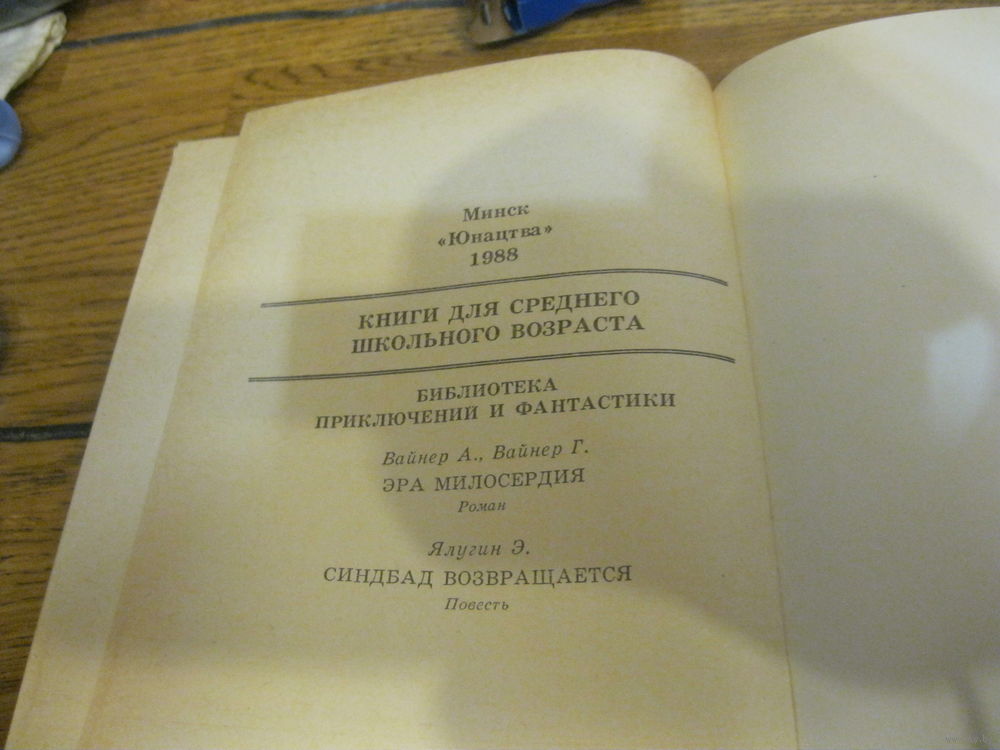 Минск
«Юнацтва»
1988
КНИГИ ДЛЯ СРЕДНЕГО
ШКОЛЬНОГО ВОЗРАСТА
БИБЛИОТЕКА
ПРИКЛЮЧЕНИЙ И ФАНТАСТИКИ
Вайнер А., Вайнер Г.
ЭРА МИЛОСЕРДИЯ
Роман
Ялугин Э.
СИНДБАД ВОЗВРАЩАЕТСЯ
Повесть